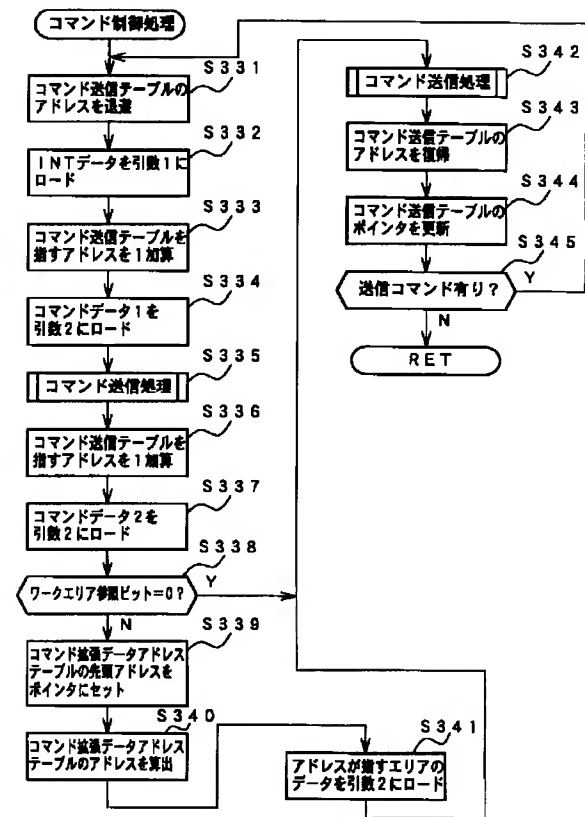 コマンド制御処理
S331
コマンド送信テーブルの
アドレスを退避
S332
INTデータを引数1に
ロード
S333
コマンド送信テーブルを
指すアドレスを1加算
S334
コマンドデータ1を
引数2にロード
S335
コマンド送信処理
S336
コマンド送信テーブルを
指すアドレスを1加算
S337
コマンドデータ2を
引数2にロード
S338
ワークエリア参照ビット=0?
Y
N
S339
コマンド拡張データアドレス
テーブルの先頭アドレスを
ポインタにセット
S340
コマンド拡張データアドレス
テーブルのアドレスを算出
S341
アドレスが指すエリアの
データを引数2にロード
S342
コマンド送信処理
S343
コマンド送信テーブルの
アドレスを復帰
S344
コマンド送信テーブルの
ポインタを更新
S345
送信コマンド有り?
Y
N
RET